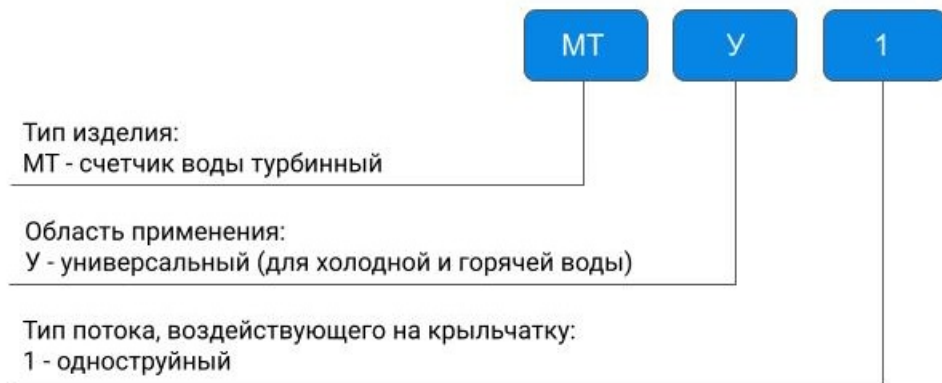 МТ У 1
Тип изделия:
МТ - счетчик воды турбинный
Область применения:
У - универсальный (для холодной и горячей воды)
Тип потока, воздействующего на крыльчатку:
1 - одноструйный